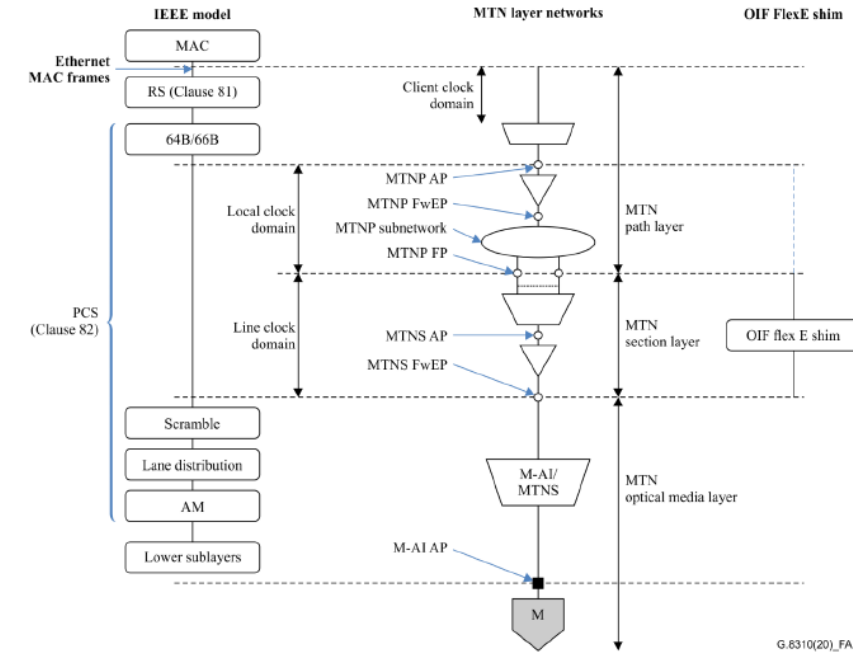 IEEE model
MTN layer networks
OIF FlexE shim
MAC
Ethernet
MAC frames
RS (Clause 81)
Client clock
domain
64B/66B
MTNP AP
MTNP FwEP
MTNP subnetwork
MTNP FP
Local clock
domain
MTN
path layer
PCS
(Clause 82)
Line clock
domain
MTNS AP
MTNS FwEP
MTN
section layer
OIF flex E shim
Scramble
Lane distribution
AM
Lower sublayers
M-AI/
MTNS
MTN
optical media layer
M-AI AP
M
G.8310(20)_FA